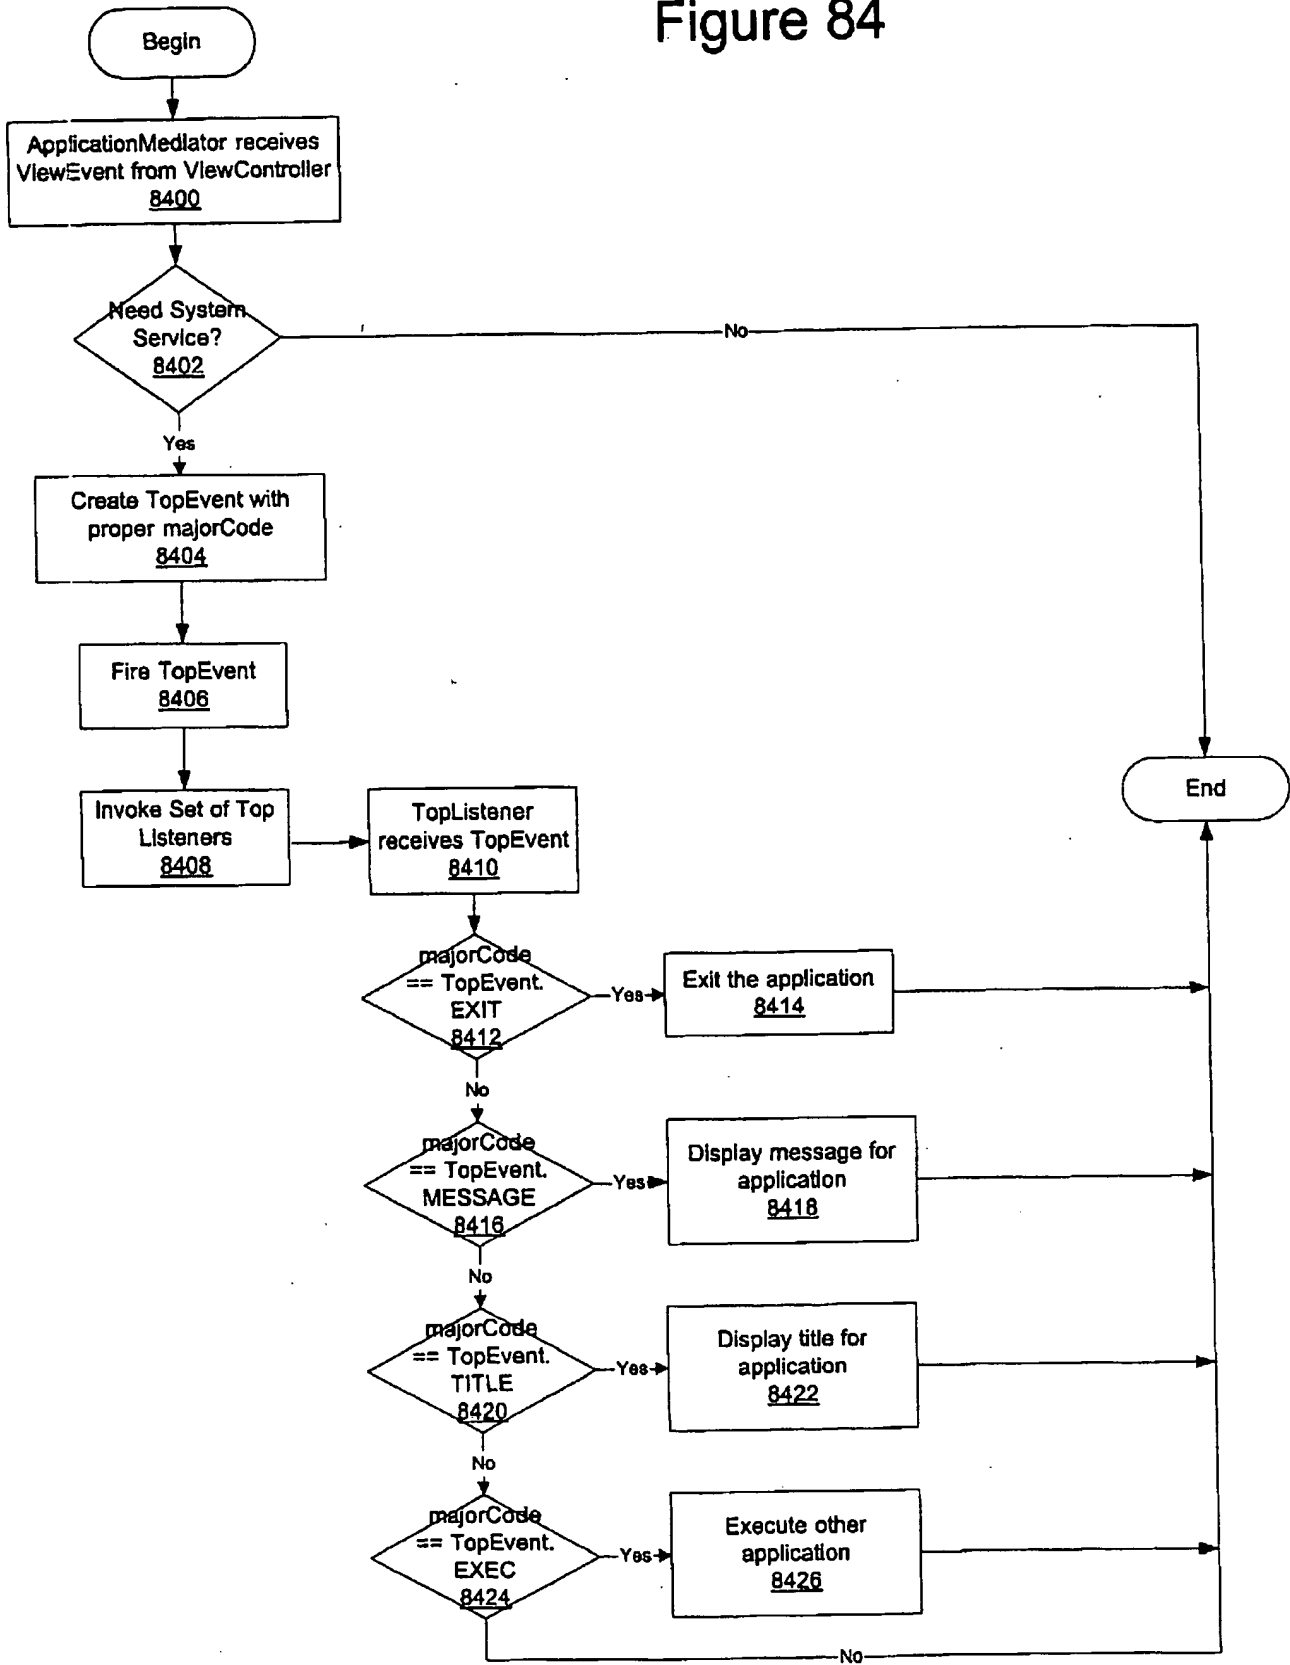 Figure 84
Begin
ApplicationMediator receives
ViewEvent from ViewController
8400
Need System
Service?
8402
No
Yes
Create TopEvent with
proper majorCode
8404
Fire TopEvent
8406
Invoke Set of Top
Listeners
8408
TopListener
receives TopEvent
8410
End
majorCode
== TopEvent.
EXIT
8412
Yes
Exit the application
8414
No
majorCode
== TopEvent.
MESSAGE
8416
Yes
Display message for
application
8418
No
majorCode
== TopEvent.
TITLE
8420
Yes
Display title for
application
8422
No
majorCode
== TopEvent.
EXEC
8424
Yes
Execute other
application
8426
No